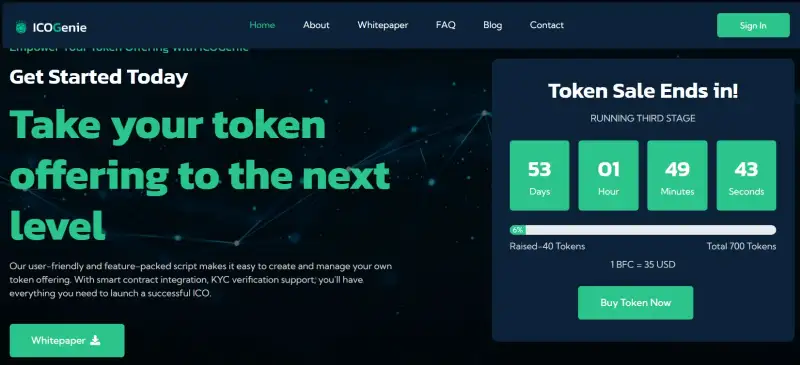 ICOGenie
Home
About
Whitepaper
FAQ
Blog
Contact
Sign In
Empower Your Token Offering With ICOGenie
Get Started Today
Take your token
offering to the next
level
Our user-friendly and feature-packed script makes it easy to create and manage your own
token offering. With smart contract integration, KYC verification support; you'll have
everything you need to launch a successful ICO.
Whitepaper
Token Sale Ends in!
RUNNING THIRD STAGE
53
Days
01
Hour
49
Minutes
43
Seconds
6%
Raised-40 Tokens
Total 700 Tokens
1 BFC = 35 USD
Buy Token Now